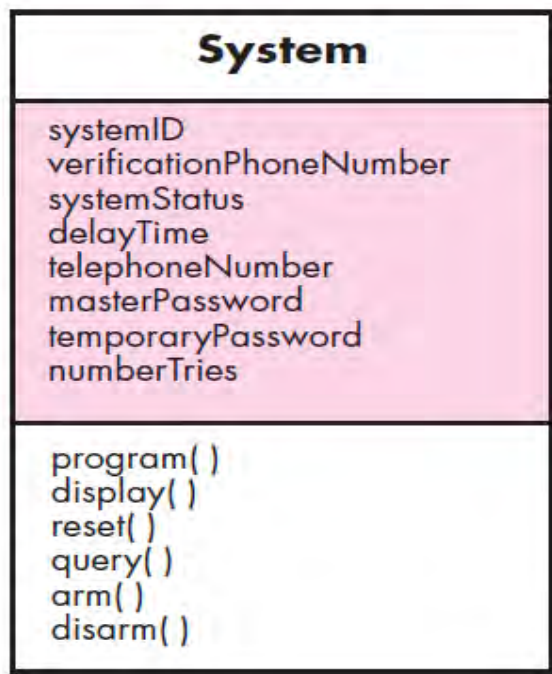 System
systemID
verificationPhoneNumber
systemStatus
delayTime
telephoneNumber
masterPassword
temporaryPassword
numberTries
program( )
display( )
reset( )
query( )
arm( )
disarm( )